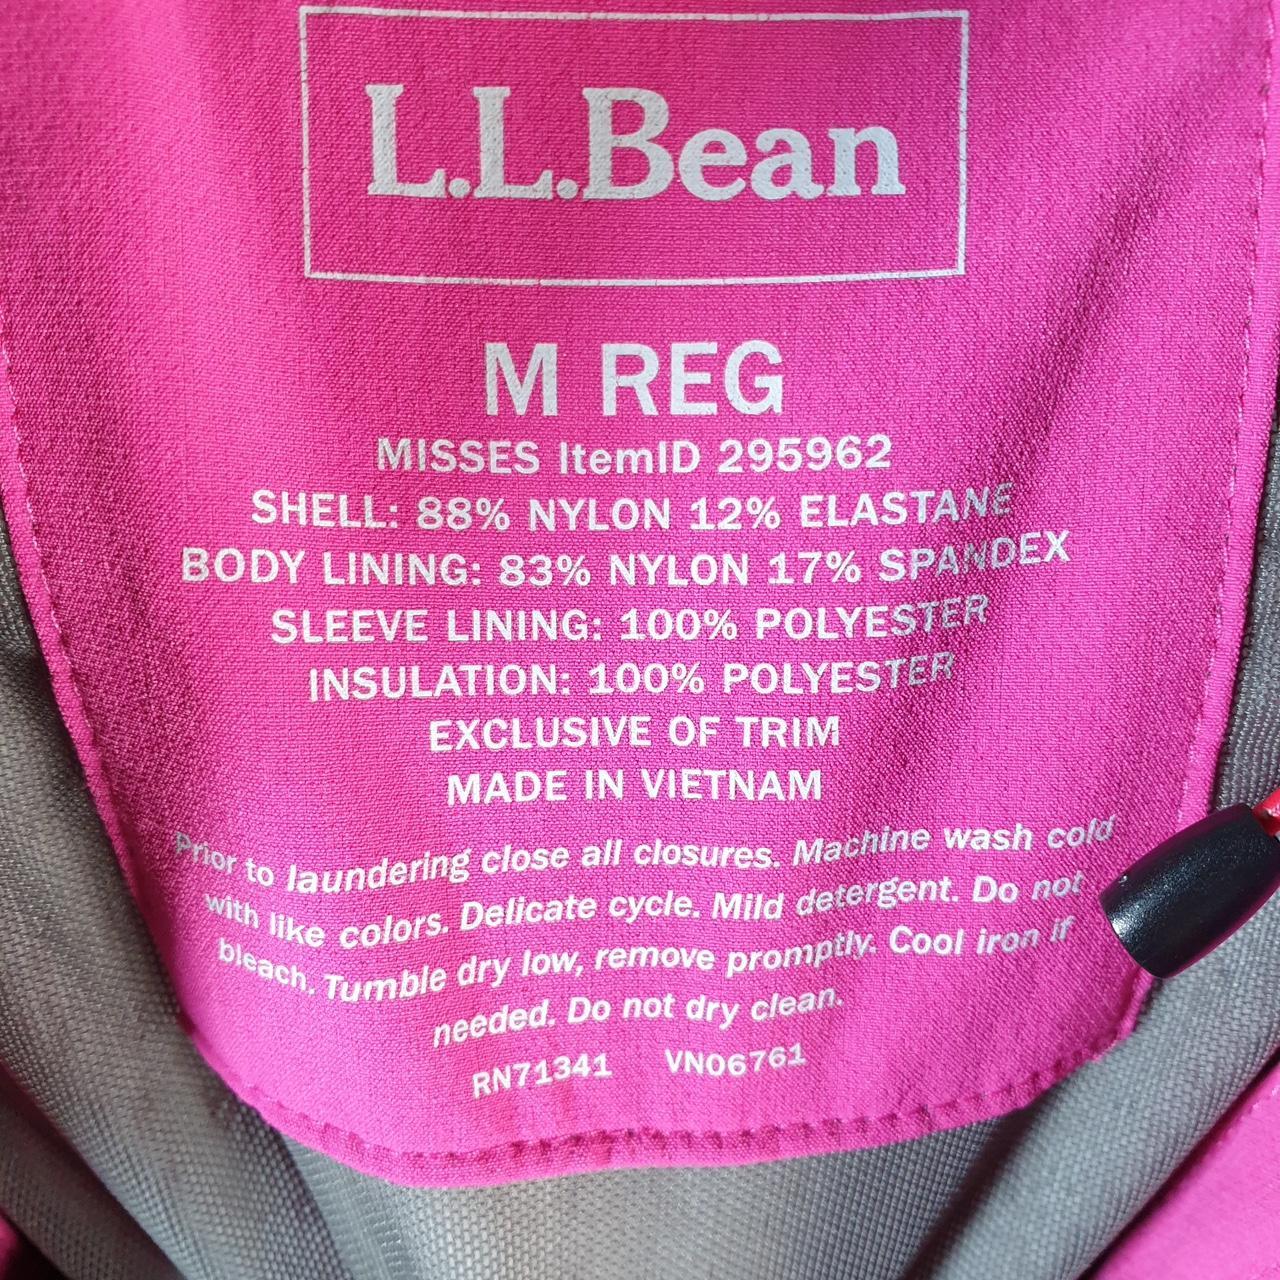 L.L.Bean
M REG
MISSES ItemID 295962
SHELL: 88% NYLON 12% ELASTANE
BODY LINING: 83% NYLON 17% SPANDEX
SLEEVE LINING: 100% POLYESTER
INSULATION: 100% POLYESTER
EXCLUSIVE OF TRIM
MADE IN VIETNAM
Prior to laundering close all closures. Machine wash cold
with like colors. Delicate cycle. Mild detergent. Do not
bleach. Tumble dry low, remove promptly. Cool iron if
needed. Do not dry clean.
RN71341 VN06761